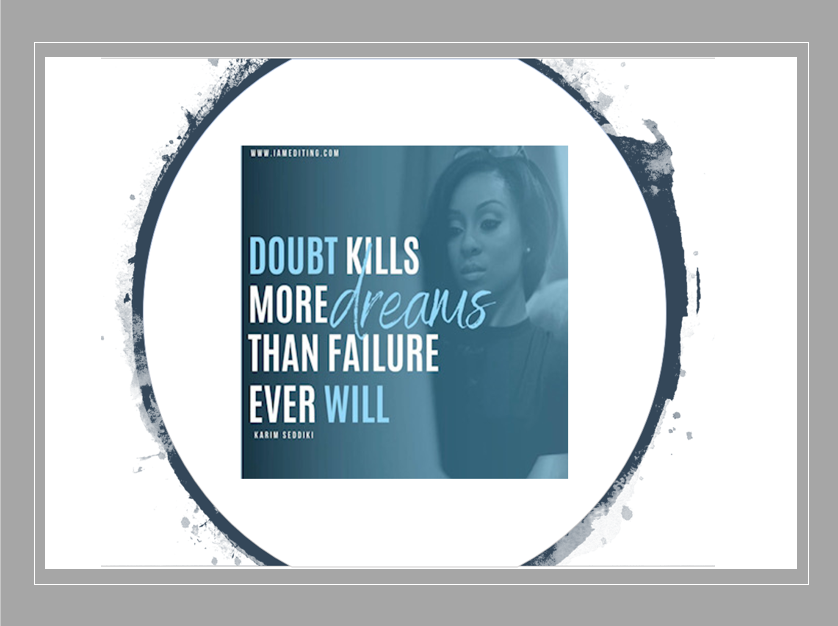 WWW.IAMEDITING.COM
DOUBT KILLS
MORE dreams
THAN FAILURE
EVER WILL
KARIM SEDDIKI